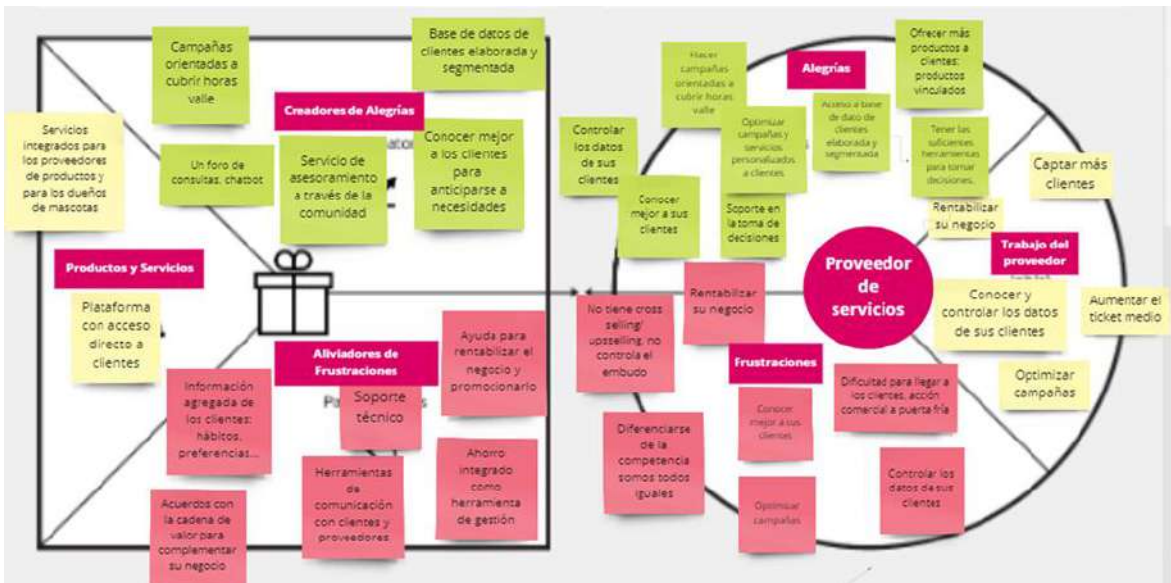 Campañas
orientadas a
cubrir horas
valle
Base de datos de
clientes elaborada y
segmentada
Creadores de Alegrías
Servicios
integrados para
los proveedores
de productos y
para los dueños
de mascotas
Un foro de
consultas, chatbot
Servicio de
asesoramiento
a través de la
comunidad
Conocer mejor
a los clientes
para
anticiparse a
necesidades
Productos y Servicios
Plataforma
con acceso
directo a
clientes
Aliviadores de
Frustraciones
Información
agregada de
los clientes:
hábitos,
preferencias...
Soporte
técnico
Ayuda para
rentabilizar el
negocio y
promocionarlo
Acuerdos con
la cadena de
valor para
complementar
su negocio
Herramientas
de
comunicación
con clientes y
proveedores
Ahorro
integrado
como
herramienta
de gestión
Hacer
campañas
orientadas a
cubrir horas
valle
Alegrías
Ofrecer más
productos a
clientes:
productos
vinculados
Controlar
los datos de
sus clientes
Optimizar
campañas y
servicios
personalizados
a clientes
Acceso a base
de dato de
clientes
elaborada y
segmentada
Tener las
suficientes
herramientas
para tomar
decisiones.
Captar más
clientes
Conocer
mejor a sus
clientes
Soporte en
la toma de
decisiones
Rentabilizar
su negocio
Proveedor
de
servicios
Trabajo del
proveedor
Conocer y
controlar los datos
de sus clientes
Aumentar el
ticket medio
Optimizar
campañas
No tiene cross
selling/
upselling, no
controla el
embudo
Rentabilizar
su negocio
Frustraciones
Dificultad para llegar a
los clientes, acción
comercial a puerta fría
Diferenciarse
de la
competencia
somos todos
iguales
Conocer
mejor a sus
clientes
Optimizar
campañas
Controlar los
datos de sus
clientes